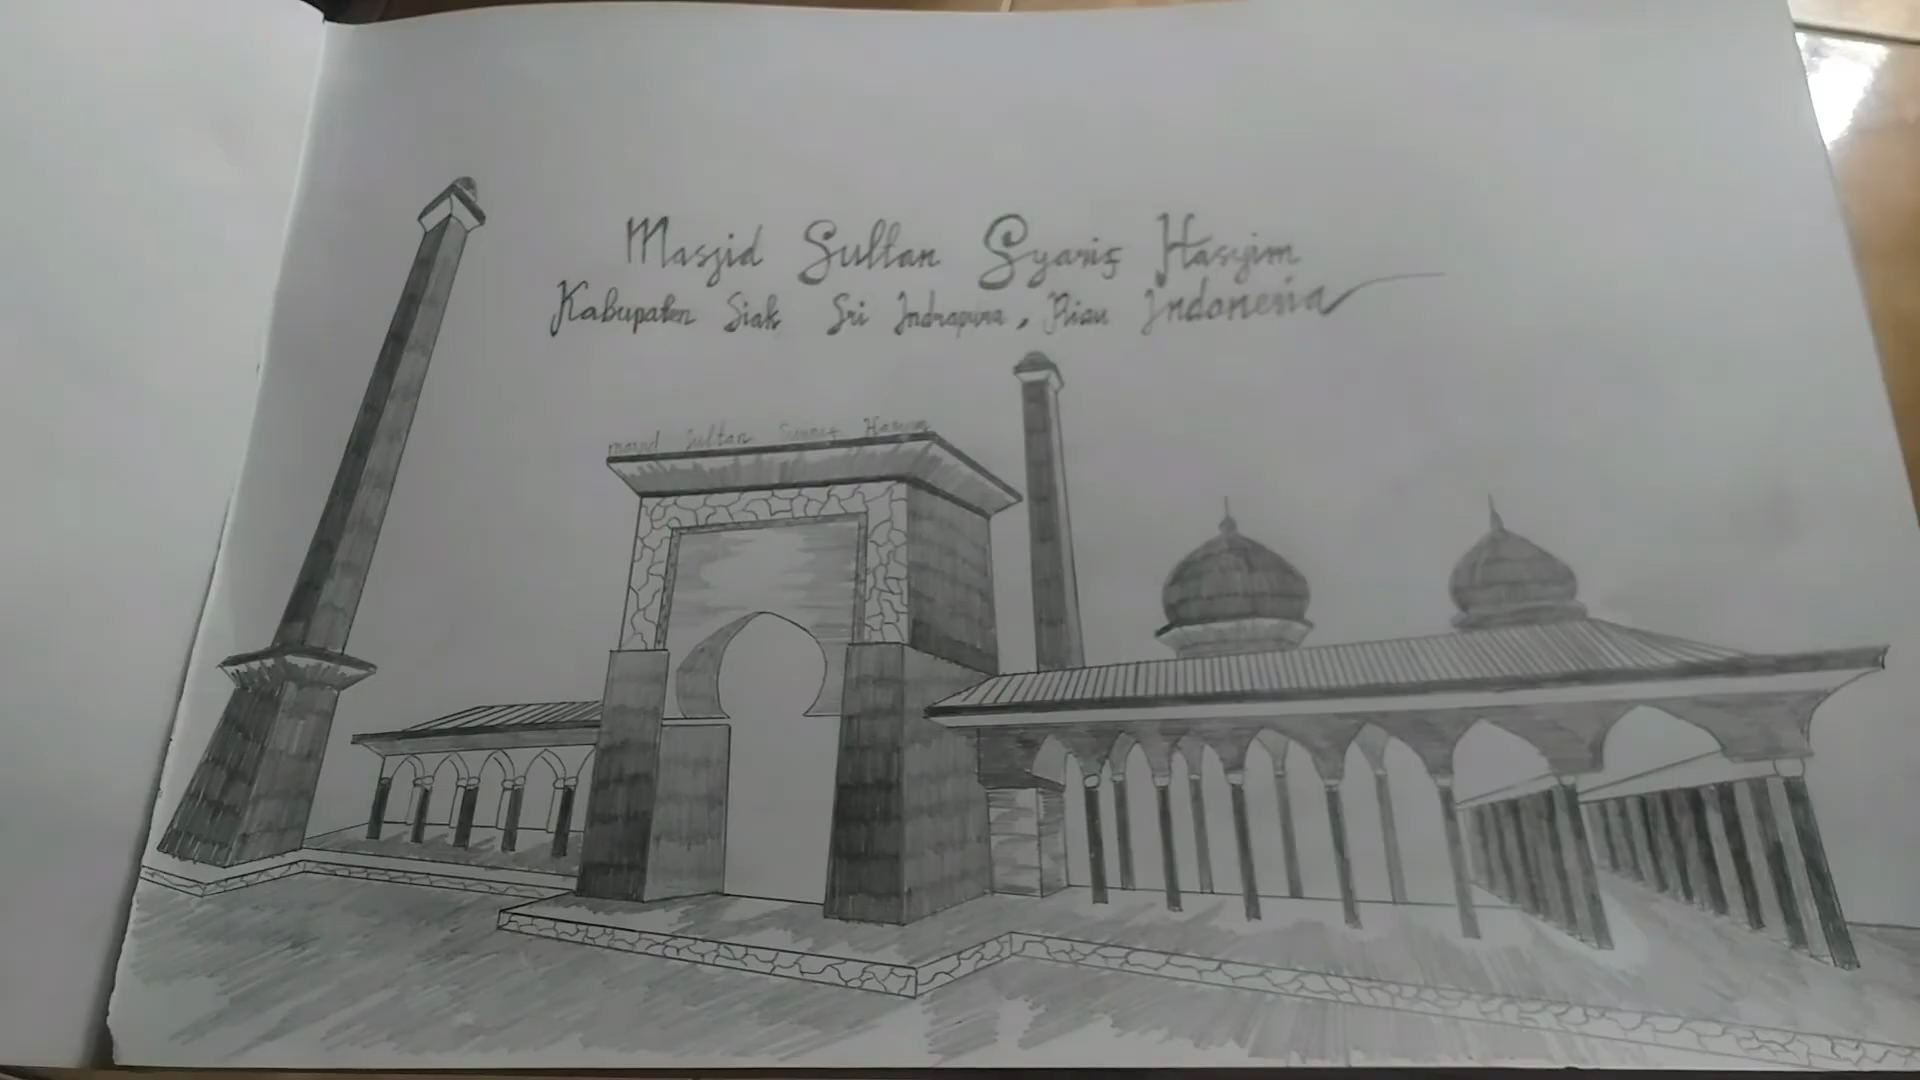 Masjid Sultan Syarif Hasyim
Kabupaten Siak Sri Indrapura, Riau Indonesia
masjid Sultan Syarif Hasyim